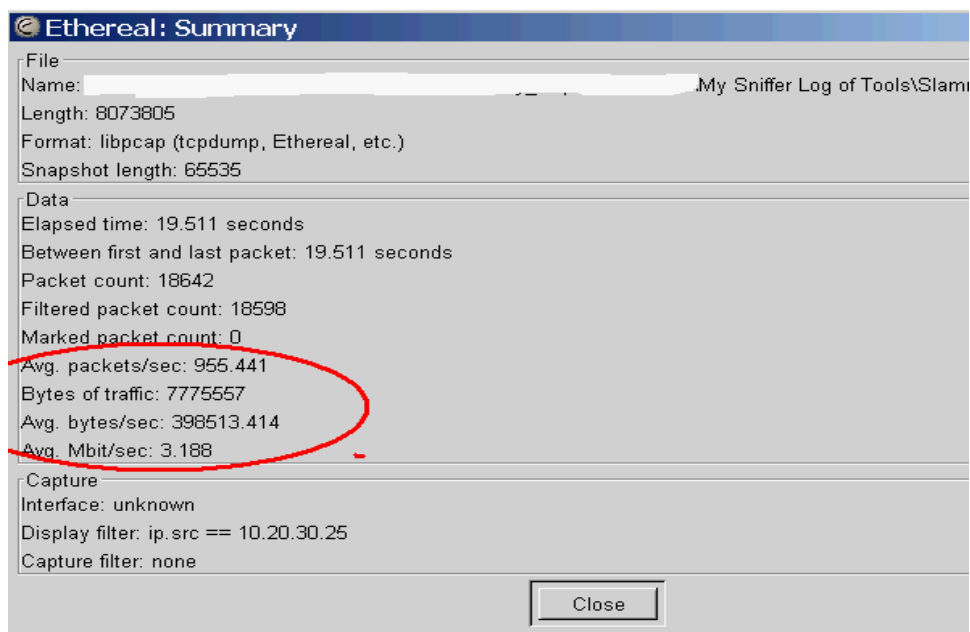 Ethereal: Summary
File
Name: \My Sniffer Log of Tools\Slamm
Length: 8073805
Format: libpcap (tcpdump, Ethereal, etc.)
Snapshot length: 65535
Data
Elapsed time: 19.511 seconds
Between first and last packet: 19.511 seconds
Packet count: 18642
Filtered packet count: 18598
Marked packet count: 0
Avg. packets/sec: 955.441
Bytes of traffic: 7775557
Avg. bytes/sec: 398513.414
Avg. Mbit/sec: 3.188
Capture
Interface: unknown
Display filter: ip.src == 10.20.30.25
Capture filter: none
Close